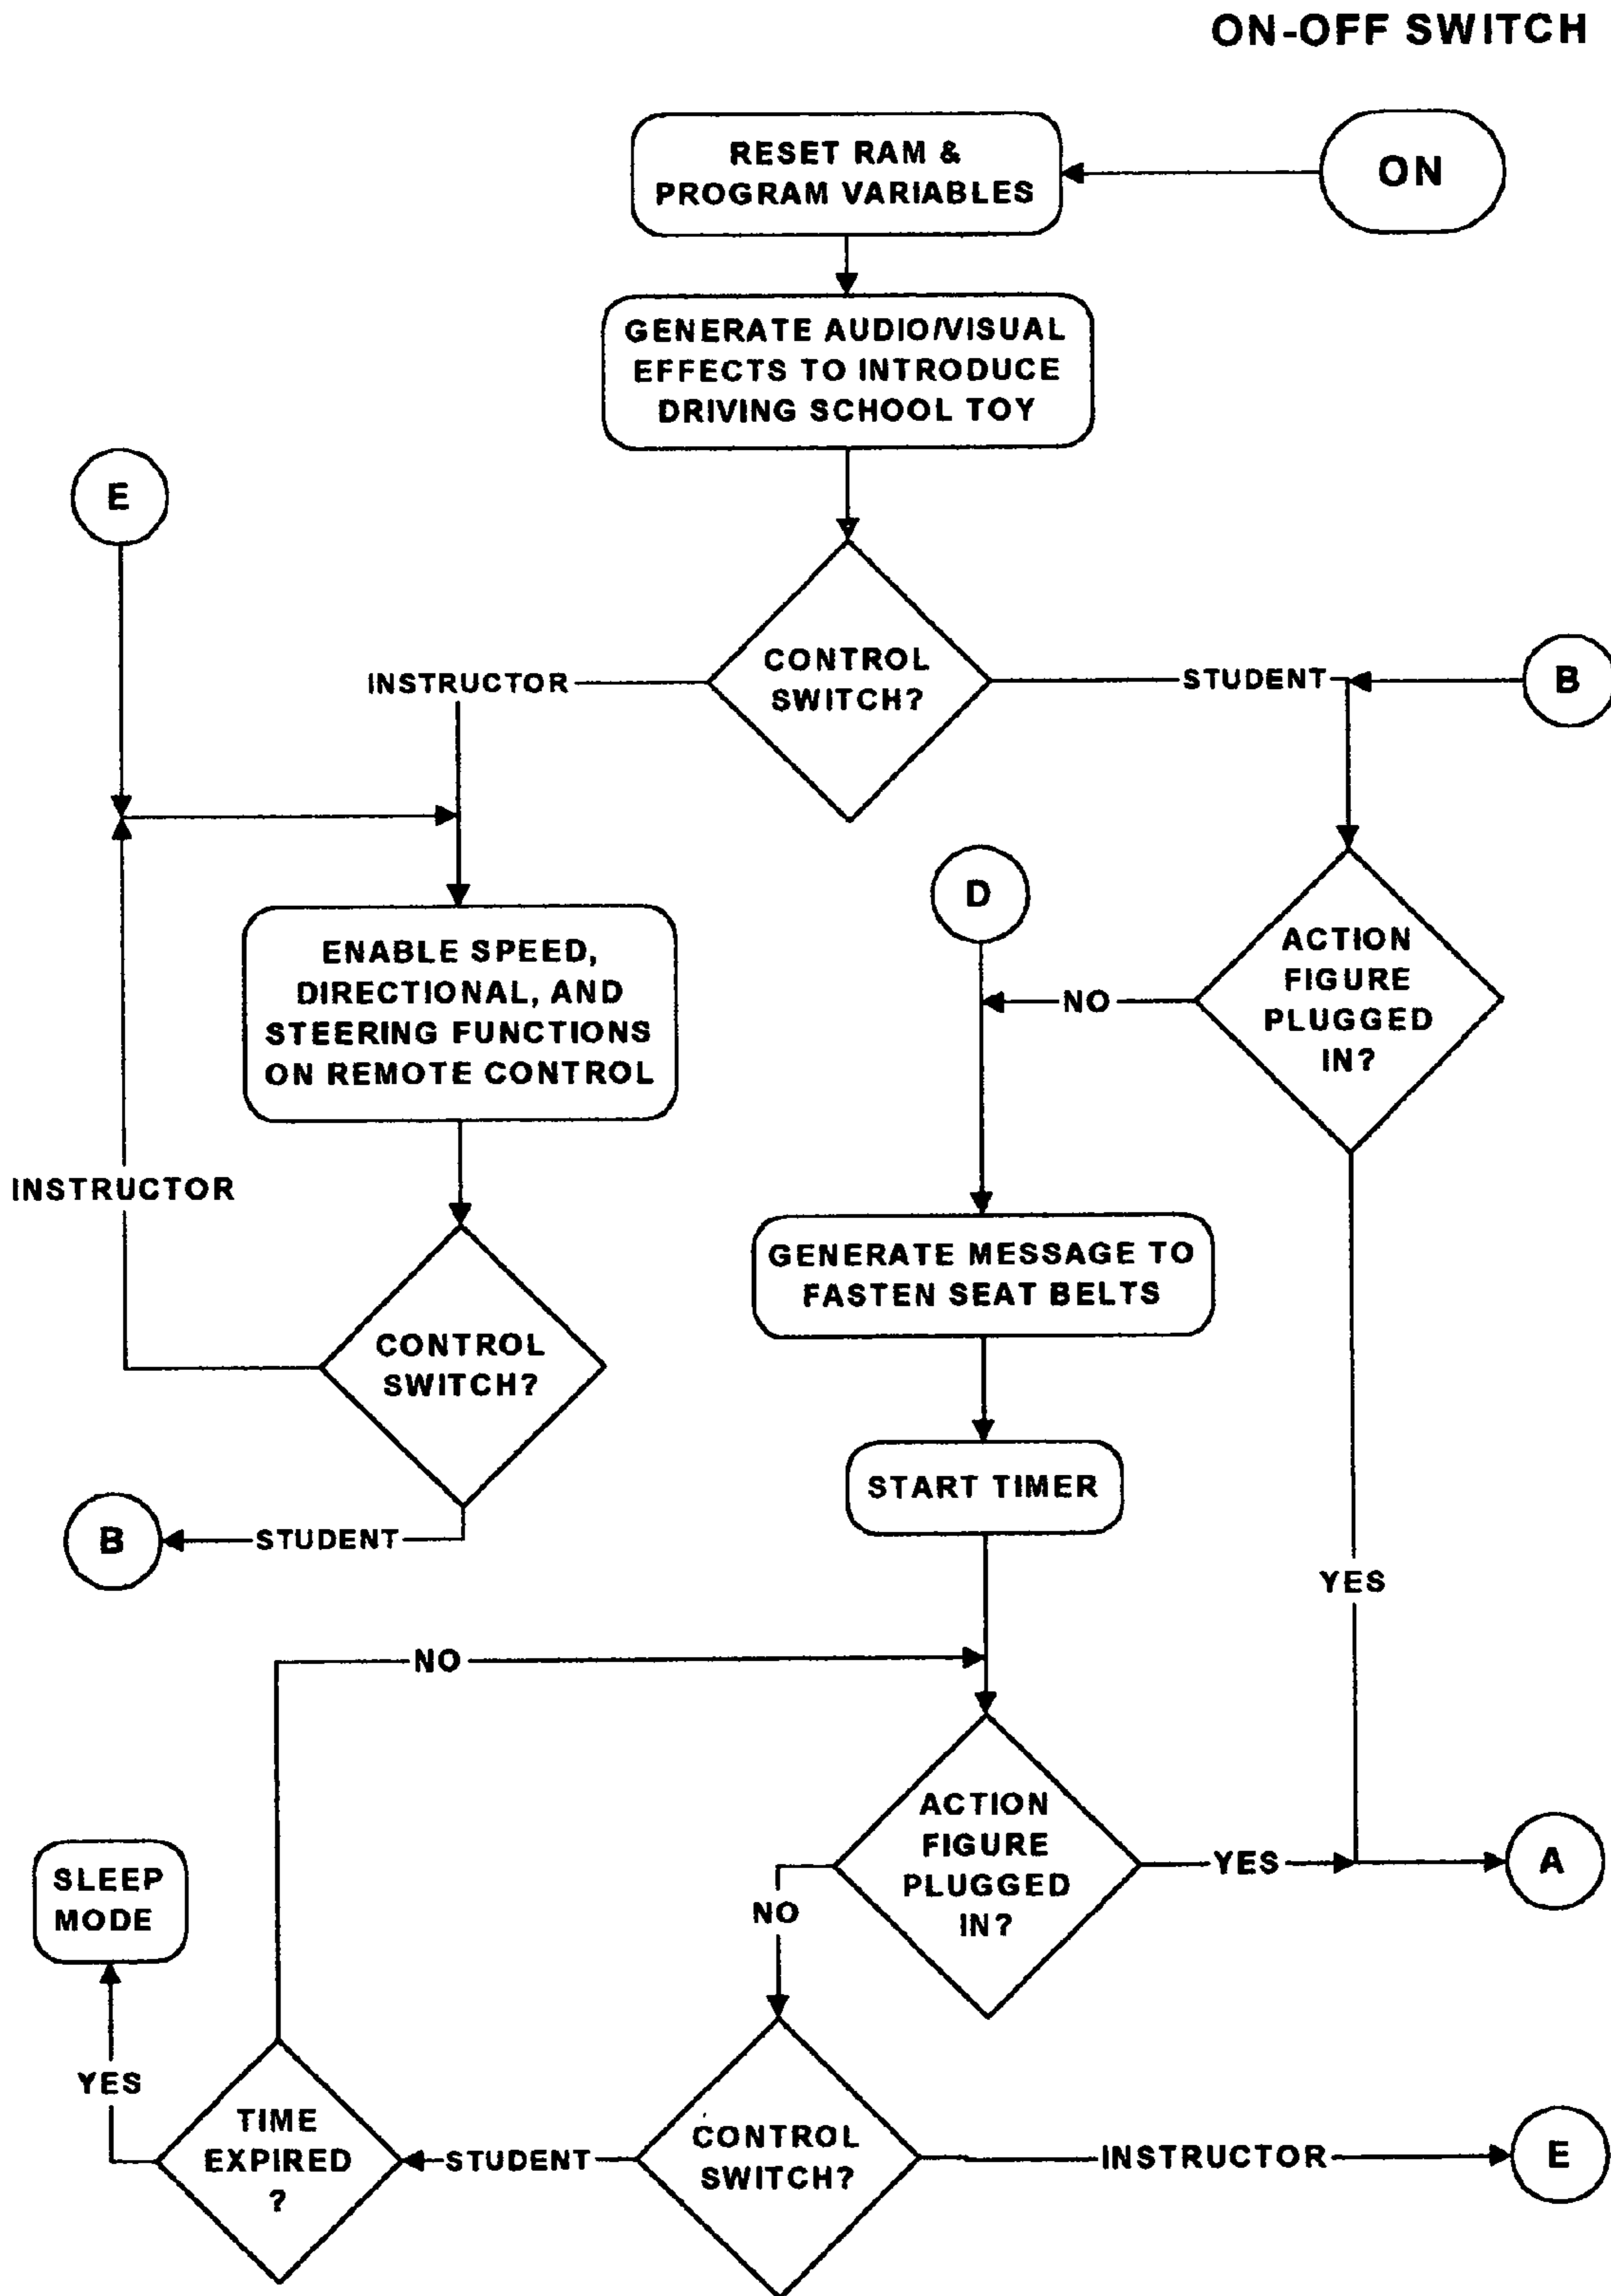 ON-OFF SWITCH
RESET RAM &
PROGRAM VARIABLES
ON
GENERATE AUDIO/VISUAL
EFFECTS TO INTRODUCE
DRIVING SCHOOL TOY
E
CONTROL
SWITCH?
INSTRUCTOR
STUDENT
B
D
ACTION
FIGURE
PLUGGED
IN?
NO
ENABLE SPEED,
DIRECTIONAL, AND
STEERING FUNCTIONS
ON REMOTE CONTROL
INSTRUCTOR
GENERATE MESSAGE TO
FASTEN SEAT BELTS
CONTROL
SWITCH?
START TIMER
B
STUDENT
YES
NO
ACTION
FIGURE
PLUGGED
IN?
YES
A
SLEEP
MODE
NO
YES
TIME
EXPIRED
?
STUDENT
CONTROL
SWITCH?
INSTRUCTOR
E